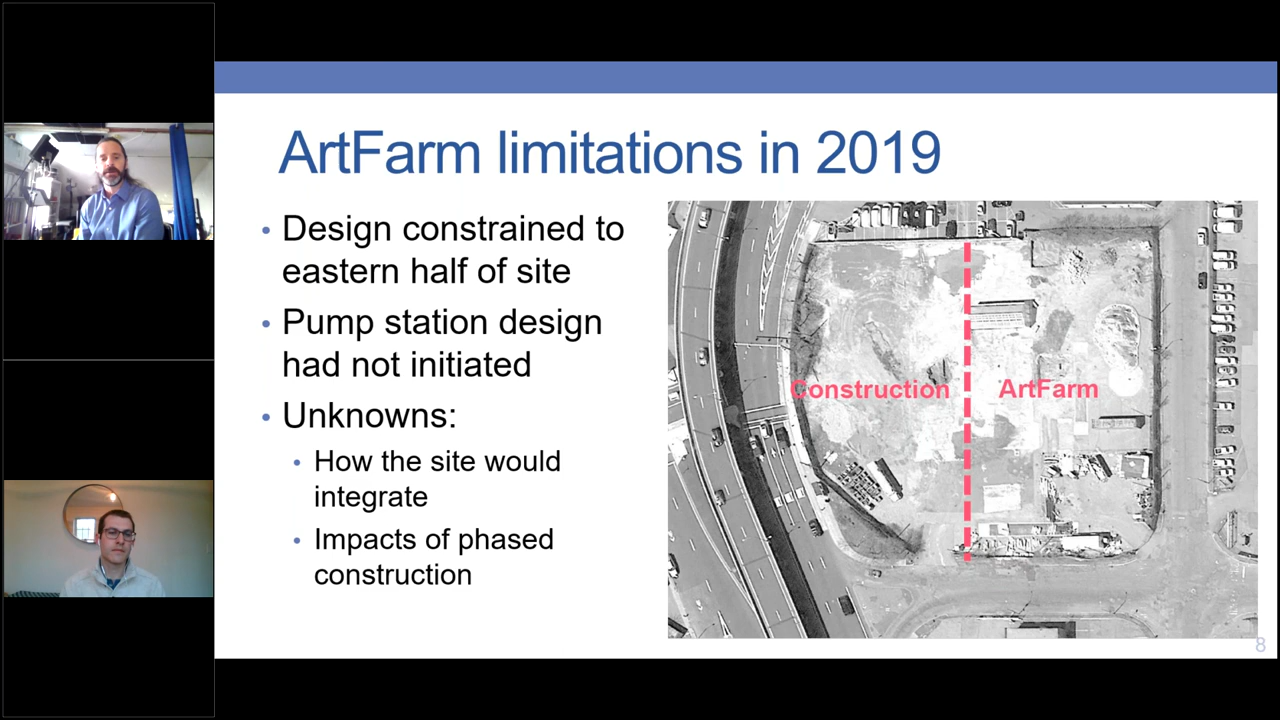 ArtFarm limitations in 2019
• Design constrained to
eastern half of site
• Pump station design
had not initiated
• Unknowns:
• How the site would
integrate
• Impacts of phased
construction
Construction
ArtFarm
8